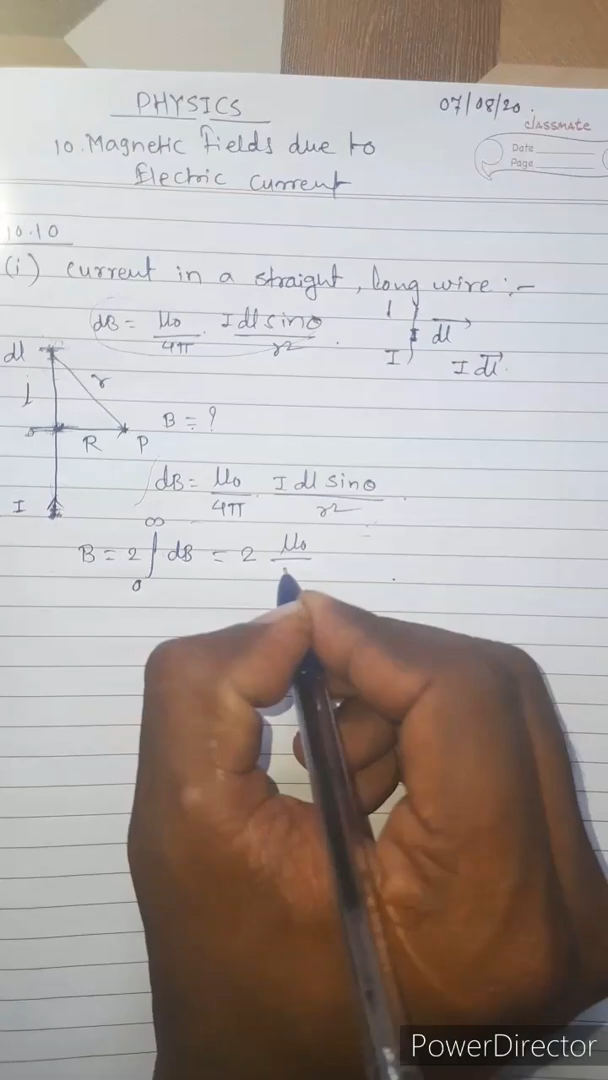 PHYSICS
07/08/20.
classmate
Date
Page
10. Magnetic fields due to
Electric Current
10.10
(i) current in a straight, long wire :-
dB = μ0/4π · I dl sinθ/r²
I dl
I dl
dl
l
r
R P
I
B = ?
dB = μ0/4π · I dl sinθ/r²
B = 2 ∫₀^∞ dB = 2 μ0
PowerDirector